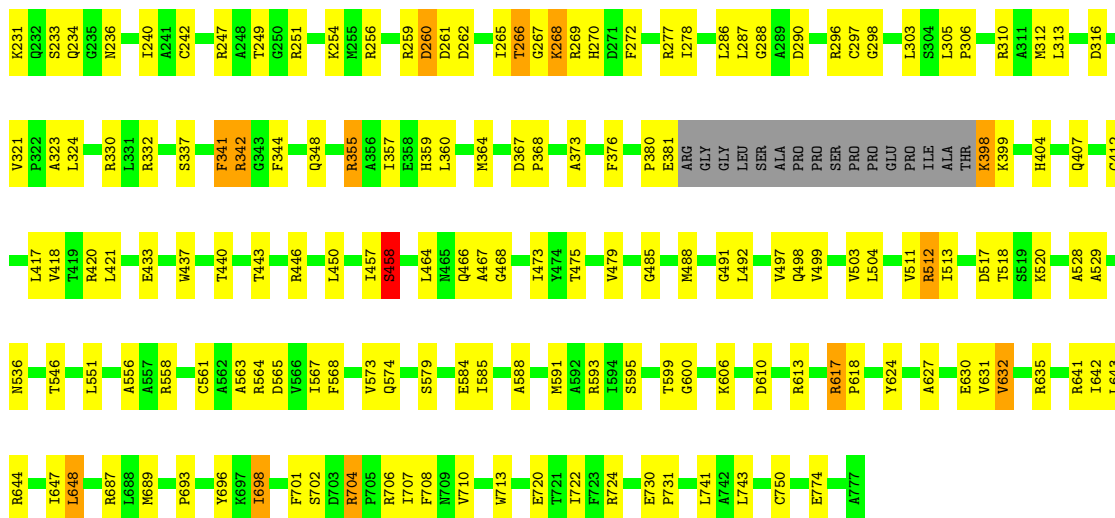 K231 Q232 S233 Q234 G235 N236 I240 A241 C242 R247 A248 T249 G250 R251 K254 M255 R256 R259 D260 D261 D262 I265 T266 G267 K268 R269 H270 D271 F272 R277 I278 L286 L287 G288 A289 D290 R296 C297 G298 L303 S304 L305 P306 R310 A311 M312 L313 D316
V321 P322 A323 L324 R330 L331 R332 S337 F341 R342 G343 F344 Q348 R355 A356 I357 E358 H359 L360 M364 D367 P368 A373 F376 P380 E381 ARG GLY GLY LEU SER ALA PRO PRO SER PRO PRO GLU PRO ILE ALA THR K398 K399 H404 Q407
L417 V418 T419 R420 L421 E433 W437 T440 T443 R446 L450 I457 S458 L464 N465 Q466 A467 G468 I473 Y474 T475 V479 G485 M488 G491 L492 V497 Q498 V499 V503 L504 V511 R512 I513 D517 T518 S519 K520 A528 A529
N536 T546 L551 A556 A557 R558 C561 A562 A563 R564 D565 V566 I567 F568 V573 Q574 S579 E584 I585 A588 M591 A592 R593 I594 S595 T599 G600 K606 D610 R613 R617 P618 Y624 A627 E630 V631 V632 R635 R641 I642 L643
R644 I647 L648 R687 L688 M689 P693 Y696 K697 I698 F701 S702 D703 R704 P705 R706 I707 F708 N709 V710 W713 E720 T721 I722 F723 R724 E730 P731 L741 A742 L743 C750 E774 A777